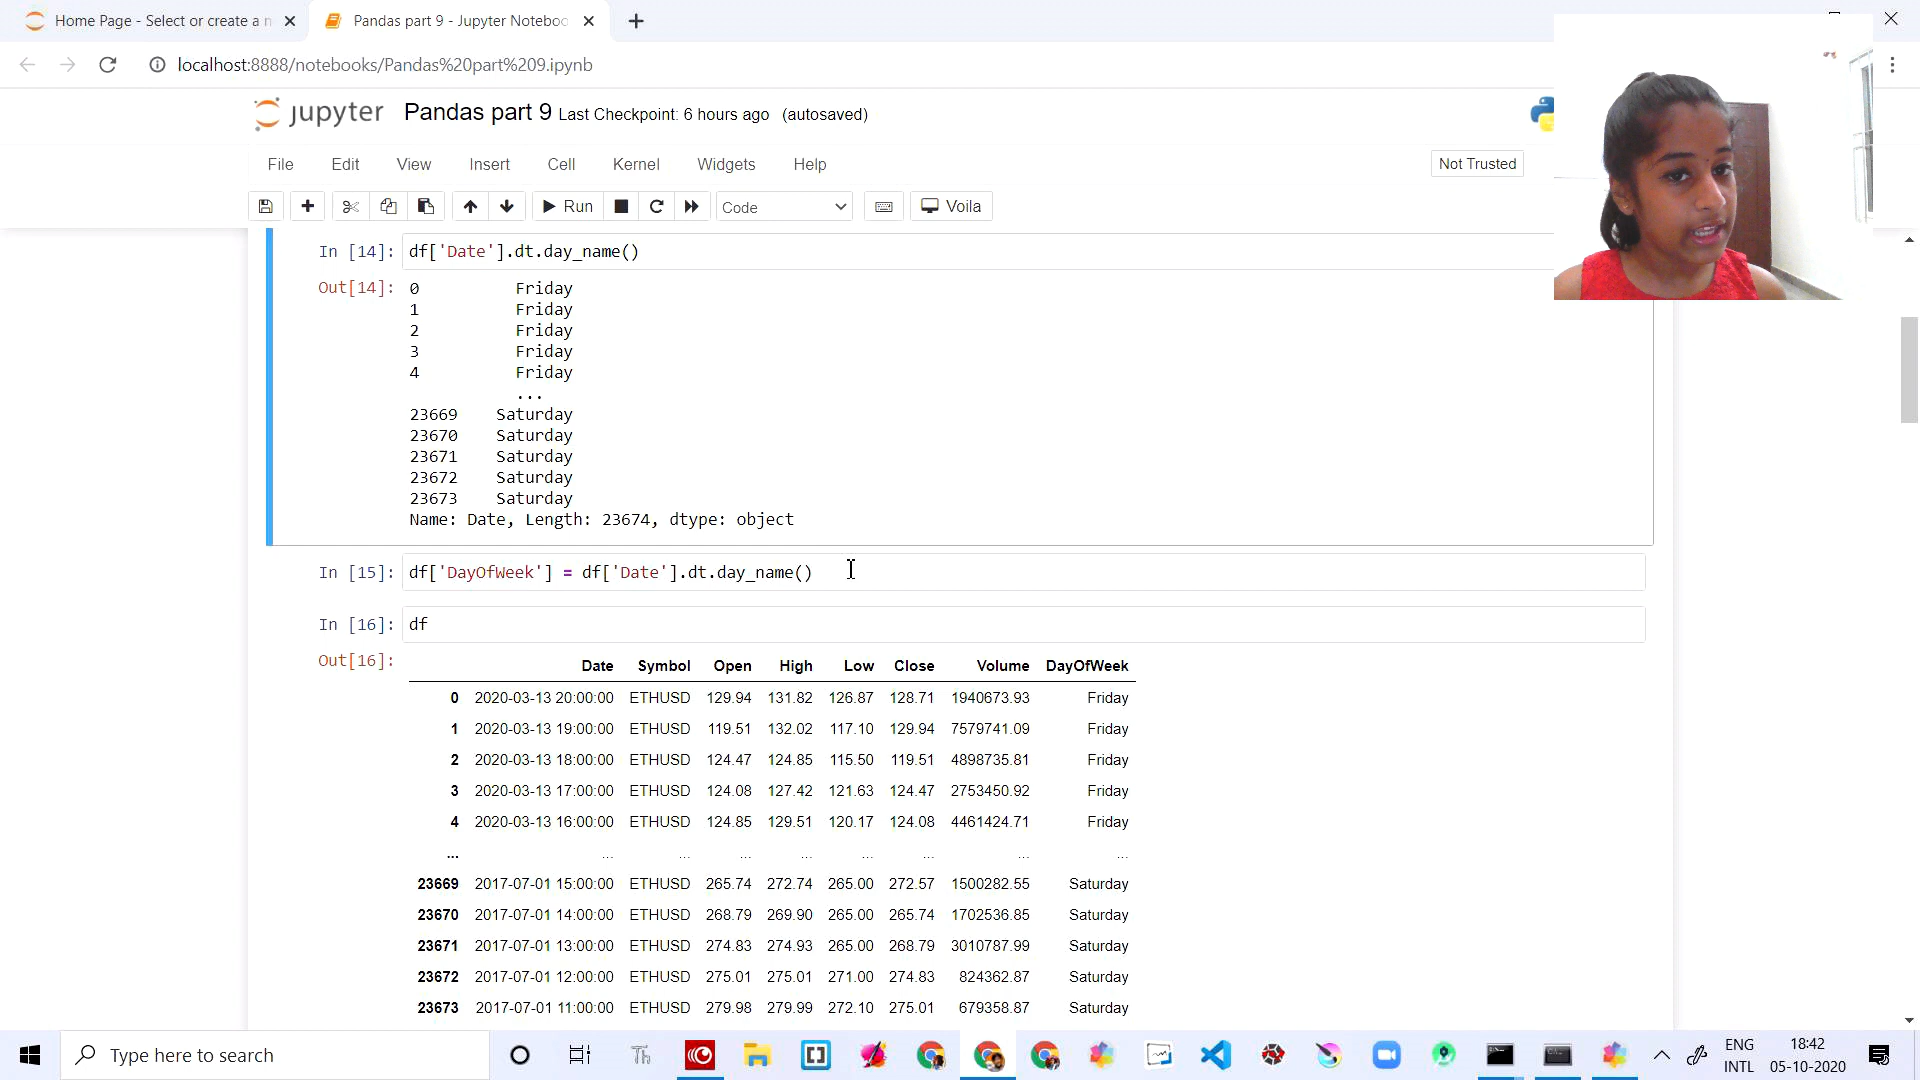 Home Page - Select or create a n
Pandas part 9 - Jupyter Noteboo
localhost:8888/notebooks/Pandas%20part%209.ipynb
jupyter Pandas part 9 Last Checkpoint: 6 hours ago (autosaved)
File Edit View Insert Cell Kernel Widgets Help Not Trusted
Run Code Voila
In [14]: df['Date'].dt.day_name()
Out[14]: 0 Friday
1 Friday
2 Friday
3 Friday
4 Friday
...
23669 Saturday
23670 Saturday
23671 Saturday
23672 Saturday
23673 Saturday
Name: Date, Length: 23674, dtype: object
In [15]: df['DayOfWeek'] = df['Date'].dt.day_name()
In [16]: df
Out[16]:
Date Symbol Open High Low Close Volume DayOfWeek
0 2020-03-13 20:00:00 ETHUSD 129.94 131.82 126.87 128.71 1940673.93 Friday
1 2020-03-13 19:00:00 ETHUSD 119.51 132.02 117.10 129.94 7579741.09 Friday
2 2020-03-13 18:00:00 ETHUSD 124.47 124.85 115.50 119.51 4898735.81 Friday
3 2020-03-13 17:00:00 ETHUSD 124.08 127.42 121.63 124.47 2753450.92 Friday
4 2020-03-13 16:00:00 ETHUSD 124.85 129.51 120.17 124.08 4461424.71 Friday
... ... ... ... ... ... ... ... ...
23669 2017-07-01 15:00:00 ETHUSD 265.74 272.74 265.00 272.57 1500282.55 Saturday
23670 2017-07-01 14:00:00 ETHUSD 268.79 269.90 265.00 265.74 1702536.85 Saturday
23671 2017-07-01 13:00:00 ETHUSD 274.83 274.93 265.00 268.79 3010787.99 Saturday
23672 2017-07-01 12:00:00 ETHUSD 275.01 275.01 271.00 274.83 824362.87 Saturday
23673 2017-07-01 11:00:00 ETHUSD 279.98 279.99 272.10 275.01 679358.87 Saturday
Type here to search
ENG 18:42
INTL 05-10-2020